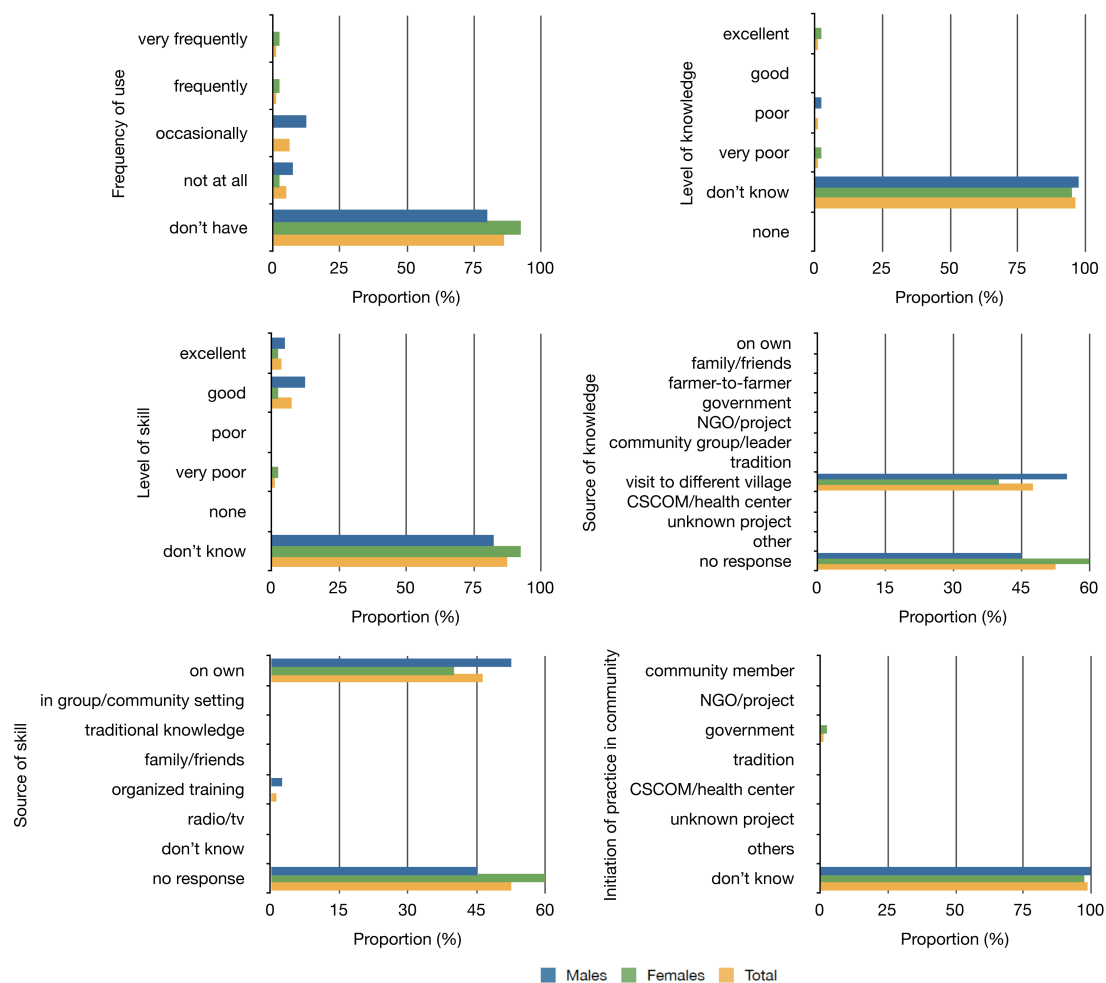 Frequency of use
very frequently
frequently
occasionally
not at all
don't have
0 25 50 75 100
Proportion (%)
Level of knowledge
excellent
good
poor
very poor
don't know
none
0 25 50 75 100
Proportion (%)
Level of skill
excellent
good
poor
very poor
none
don't know
0 25 50 75 100
Proportion (%)
Source of knowledge
on own
family/friends
farmer-to-farmer
government
NGO/project
community group/leader
tradition
visit to different village
CSCOM/health center
unknown project
other
no response
0 15 30 45 60
Proportion (%)
Source of skill
on own
in group/community setting
traditional knowledge
family/friends
organized training
radio/tv
don't know
no response
0 15 30 45 60
Proportion (%)
Initiation of practice in community
community member
NGO/project
government
tradition
CSCOM/health center
unknown project
others
don't know
0 25 50 75 100
Proportion (%)
Males Females Total